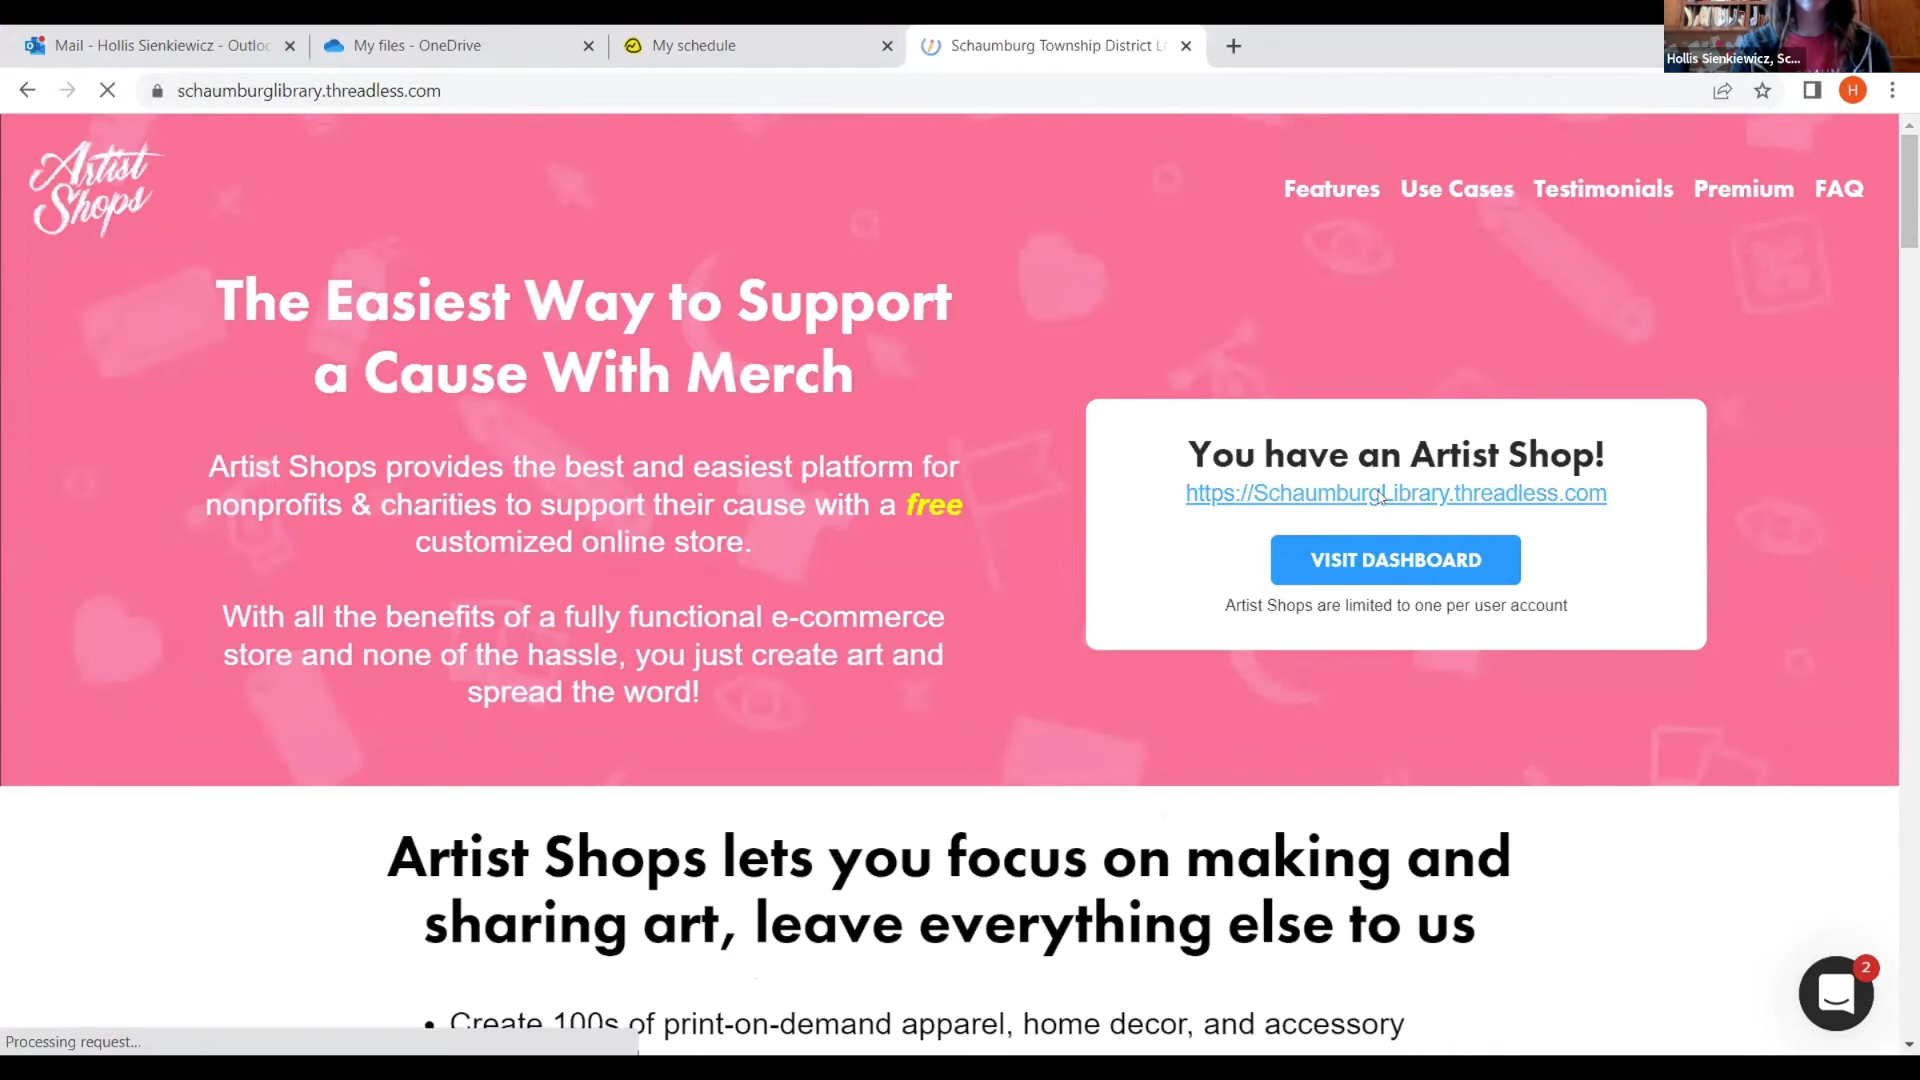 Mail - Hollis Sienkiewicz - Outloo
My files - OneDrive
My schedule
Schaumburg Township District Li
Hollis Sienkiewicz, Sc...
schaumburglibrary.threadless.com
H
Artist
Shops
Features Use Cases Testimonials Premium FAQ
The Easiest Way to Support
a Cause With Merch
Artist Shops provides the best and easiest platform for
nonprofits & charities to support their cause with a free
customized online store.
With all the benefits of a fully functional e-commerce
store and none of the hassle, you just create art and
spread the word!
You have an Artist Shop!
https://SchaumburgLibrary.threadless.com
VISIT DASHBOARD
Artist Shops are limited to one per user account
Artist Shops lets you focus on making and
sharing art, leave everything else to us
• Create 100s of print-on-demand apparel, home decor, and accessory
2
Processing request...